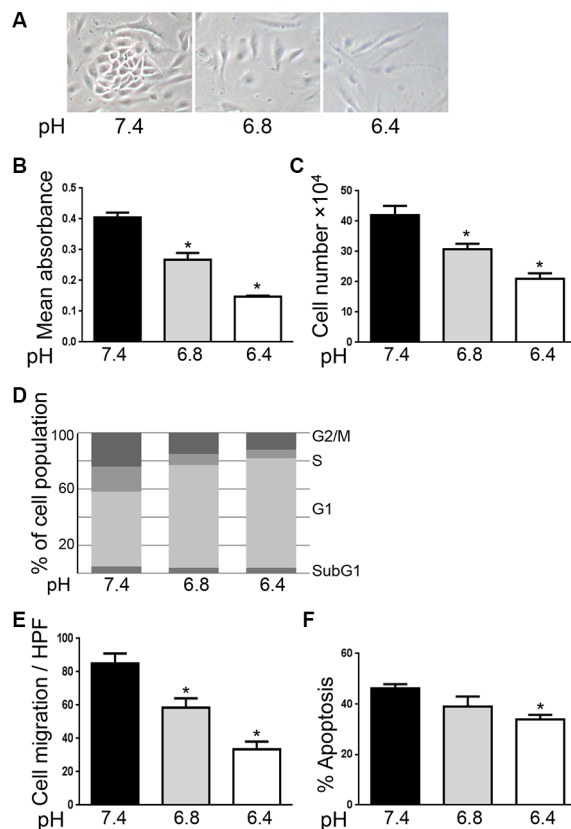 A
pH 7.4 6.8 6.4
B
Mean absorbance
0.5
0.4
0.3
0.2
0.1
0.0
* *
pH 7.4 6.8 6.4
C
Cell number ×10⁴
50
40
30
20
10
0
* *
pH 7.4 6.8 6.4
D
% of cell population
100
80
60
20
G2/M
S
G1
SubG1
pH 7.4 6.8 6.4
E
Cell migration / HPF
100
80
60
40
20
0
* *
pH 7.4 6.8 6.4
F
% Apoptosis
60
40
20
0
*
pH 7.4 6.8 6.4